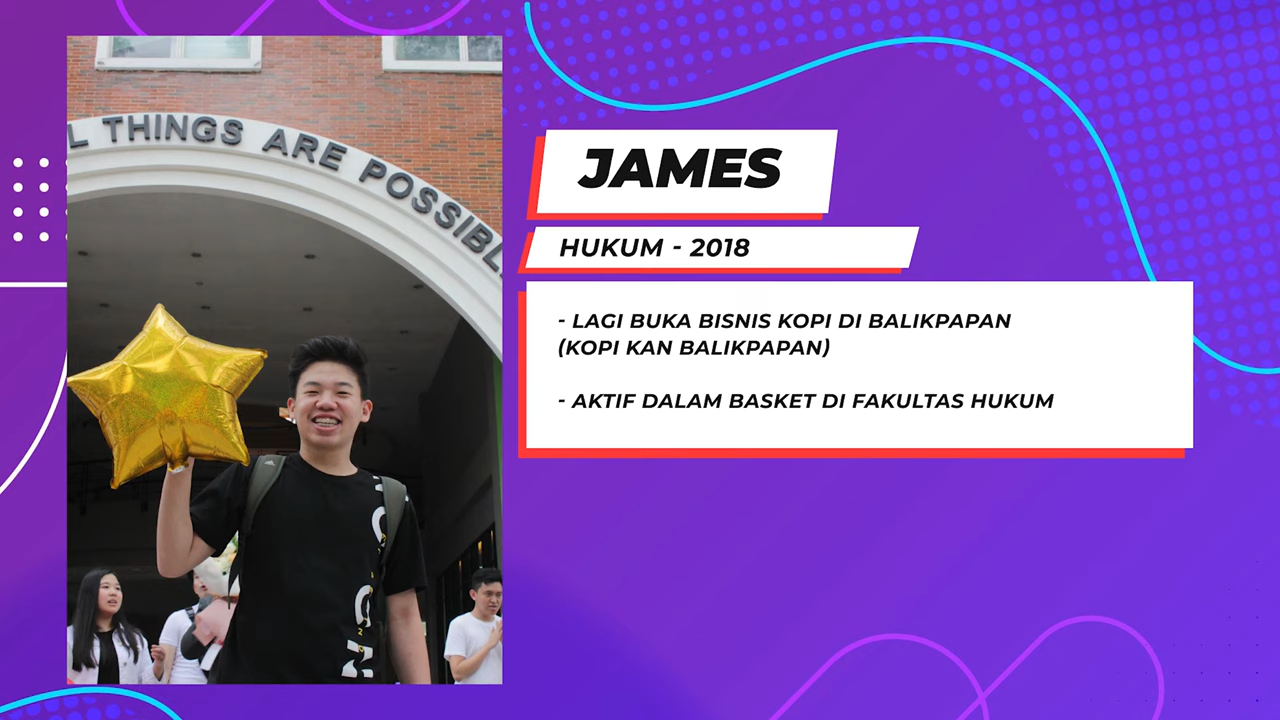 L THINGS ARE POSSIBL
JAMES
HUKUM - 2018
- LAGI BUKA BISNIS KOPI DI BALIKPAPAN
(KOPI KAN BALIKPAPAN)
- AKTIF DALAM BASKET DI FAKULTAS HUKUM